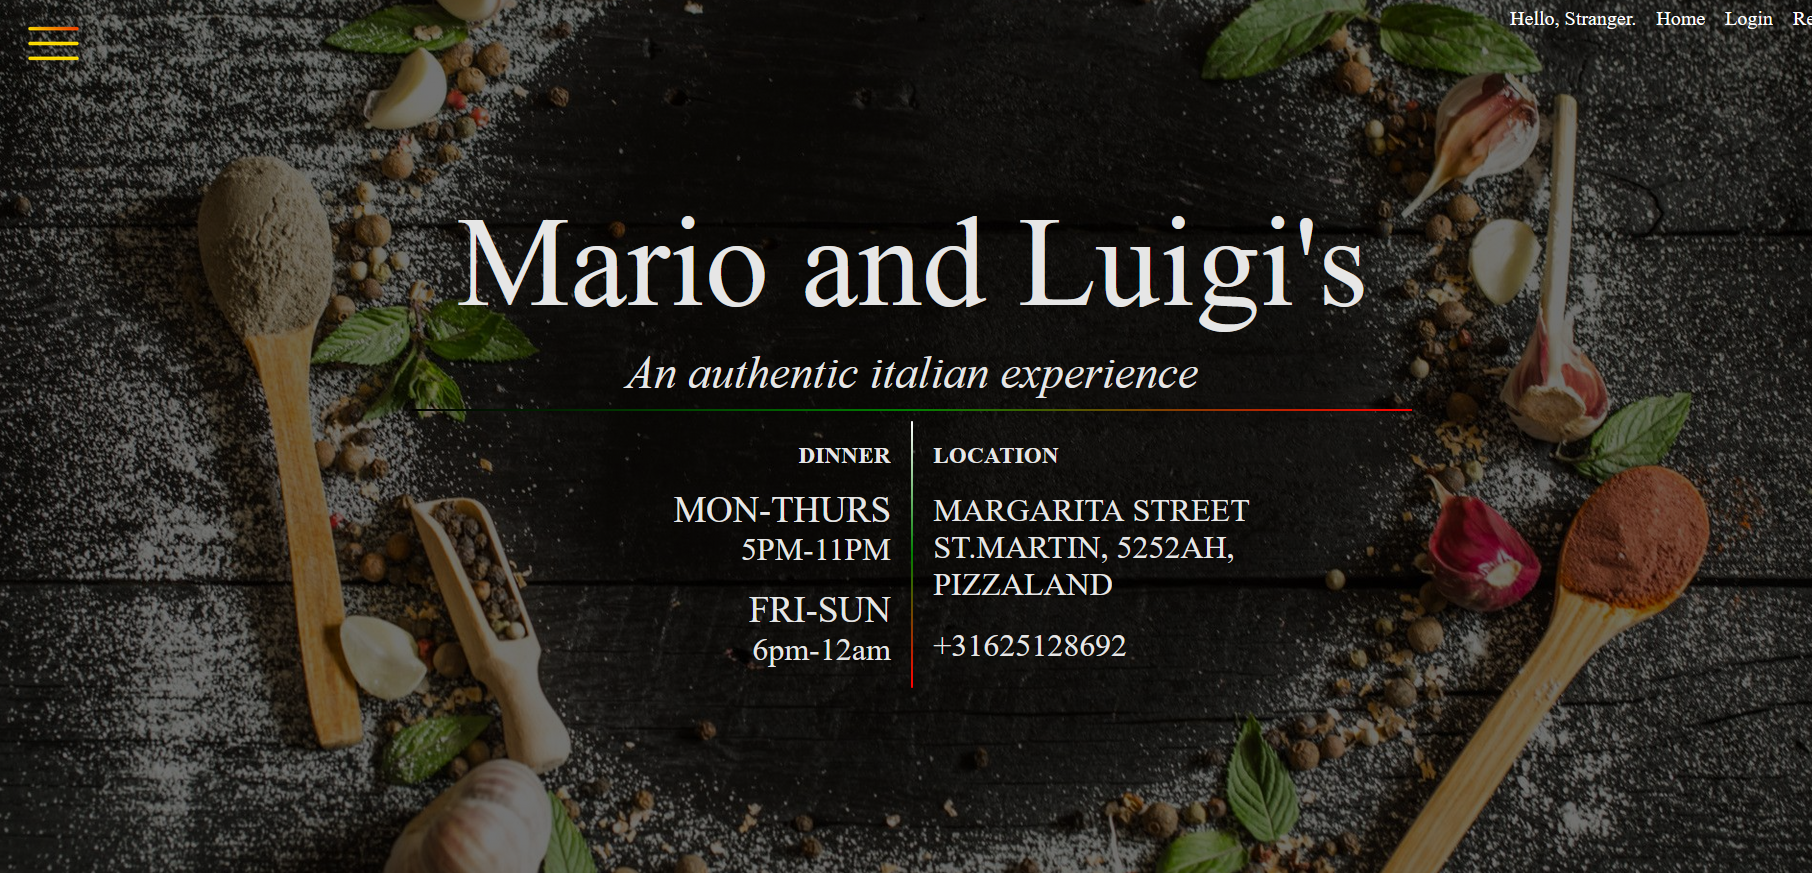 Hello, Stranger. Home Login Re
Mario and Luigi's
An authentic italian experience
DINNER
MON-THURS
5PM-11PM
FRI-SUN
6pm-12am
LOCATION
MARGARITA STREET
ST.MARTIN, 5252AH,
PIZZALAND
+31625128692